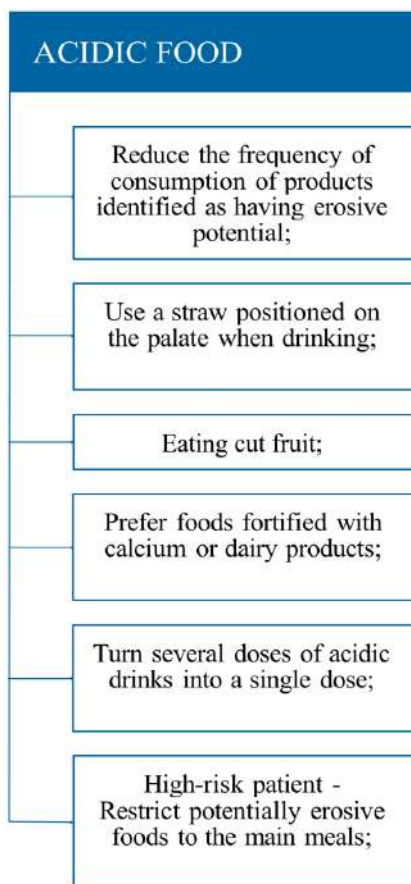 ACIDIC FOOD
Reduce the frequency of
consumption of products
identified as having erosive
potential;
Use a straw positioned on
the palate when drinking;
Eating cut fruit;
Prefer foods fortified with
calcium or dairy products;
Turn several doses of acidic
drinks into a single dose;
High-risk patient -
Restrict potentially erosive
foods to the main meals;